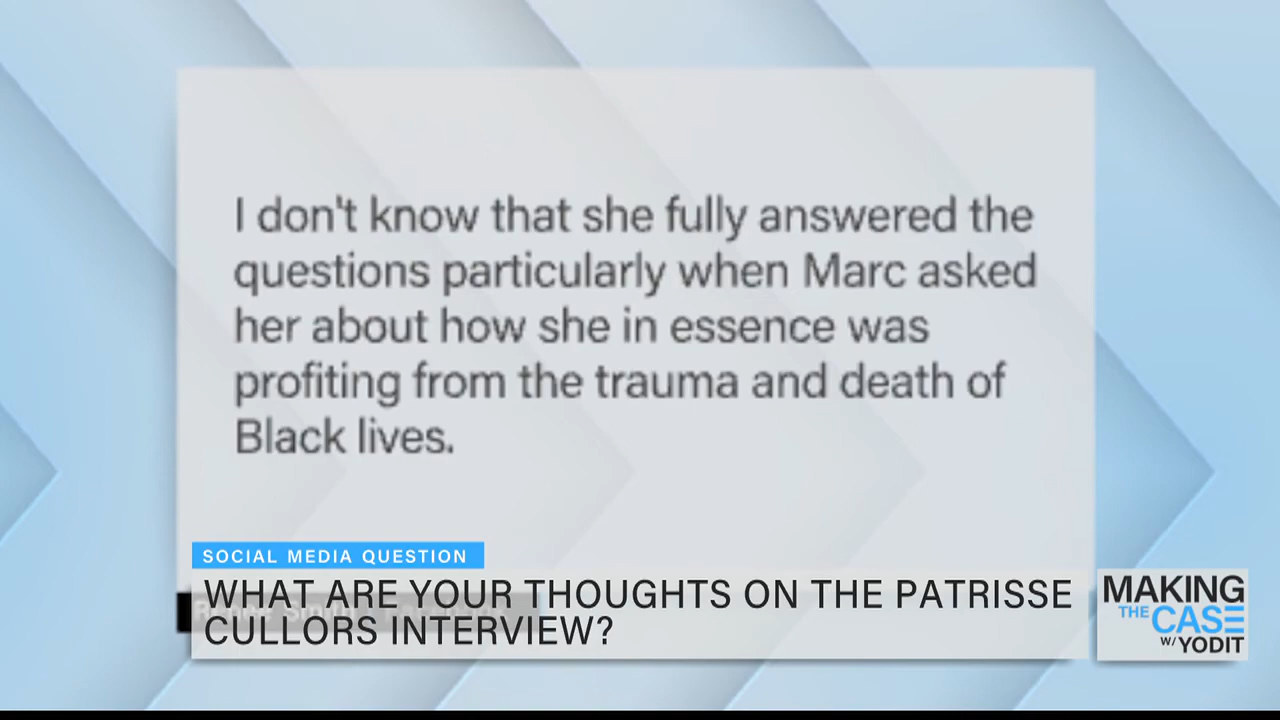 I don't know that she fully answered the
questions particularly when Marc asked
her about how she in essence was
profiting from the trauma and death of
Black lives.
SOCIAL MEDIA QUESTION
WHAT ARE YOUR THOUGHTS ON THE PATRISSE
CULLORS INTERVIEW?
MAKING
THE CASE
W/ YODIT